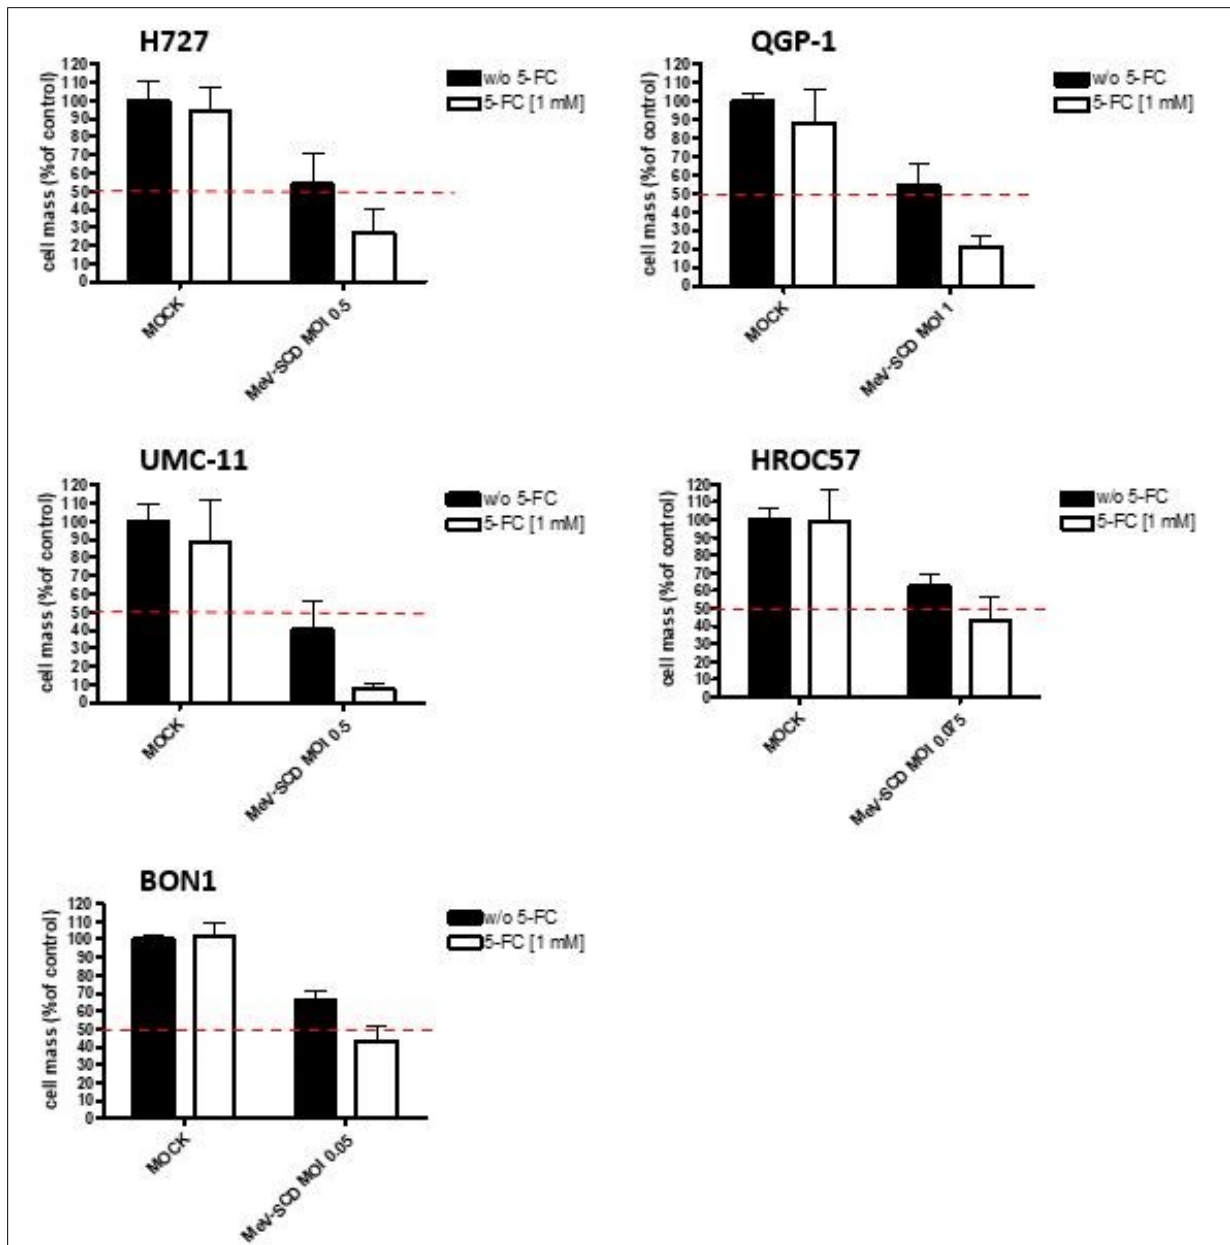 H727
cell mass (%of control)
120
110
100
90
80
70
60
50
40
30
20
10
0
MOCK
MeV-SCD MOI 0.5
w/o 5-FC
5-FC [1 mM]
QGP-1
cell mass (%of control)
120
110
100
90
80
70
60
50
40
30
20
10
0
MOCK
MeV-SCD MOI 1
w/o 5-FC
5-FC [1 mM]
UMC-11
cell mass (%of control)
120
110
100
90
80
70
60
50
40
30
20
10
0
MOCK
MeV-SCD MOI 0.5
w/o 5-FC
5-FC [1 mM]
HROC57
cell mass (%of control)
120
110
100
90
80
70
60
50
40
30
20
10
0
MOCK
MeV-SCD MOI 0.075
w/o 5-FC
5-FC [1 mM]
BON1
cell mass (%of control)
120
110
100
90
80
70
60
50
40
30
20
10
0
MOCK
MeV-SCD MOI 0.05
w/o 5-FC
5-FC [1 mM]